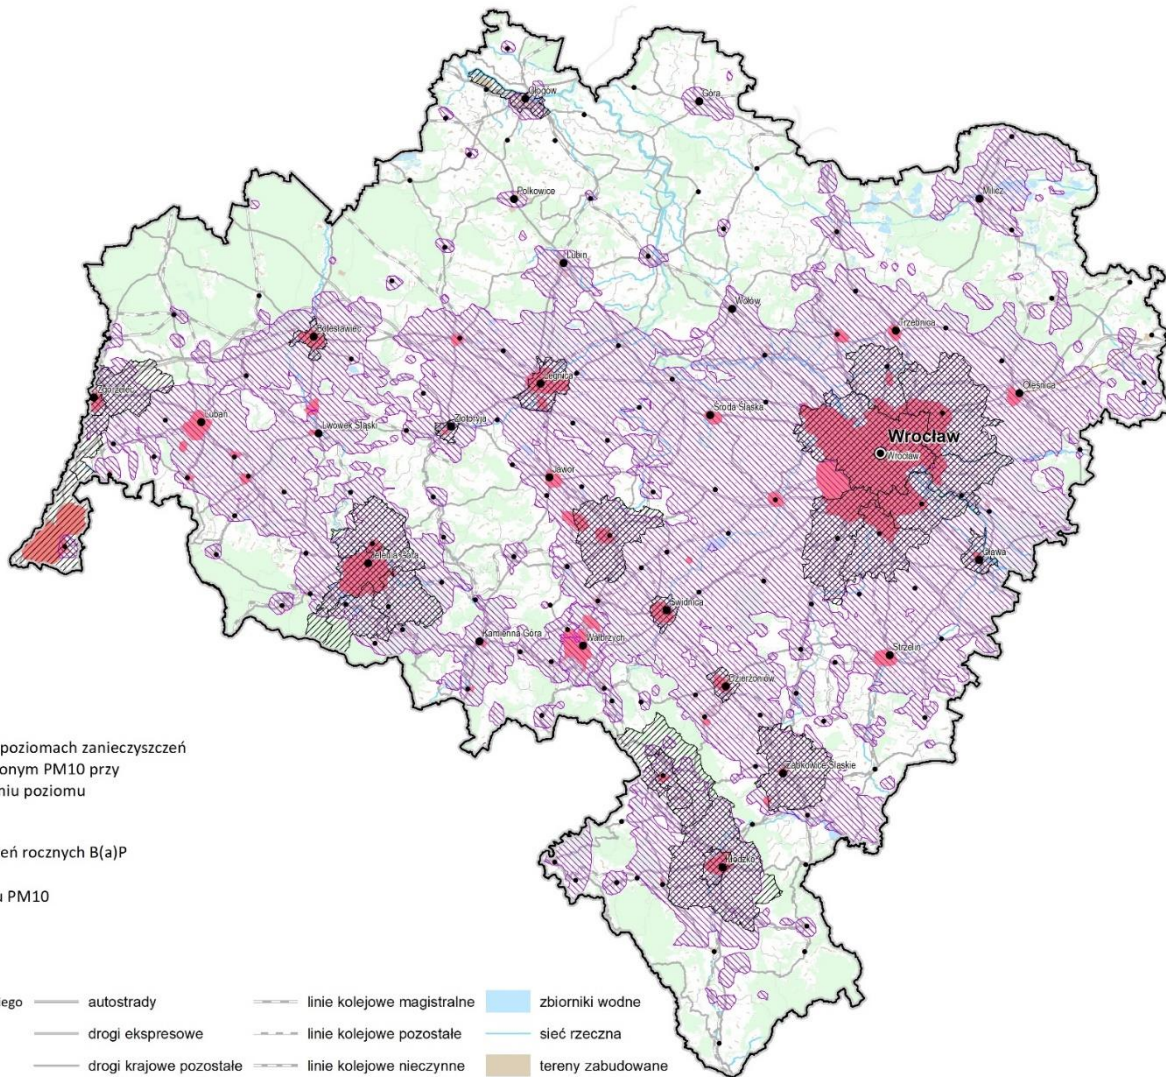 Głogów
Góra
Polkowice
Milicz
Lubin
Wołów
Bolesławiec
Trzebnica
Legnica
Zgorzelec
Oleśnica
Lubań
Środa Śląska
Złotoryja
Lwówek Śląski
Wrocław
Wrocław
Jawor
Jelenia Góra
Oława
Świdnica
Kamienna Góra
Wałbrzych
Strzelin
Dzierżoniów
Ząbkowice Śląskie
Kłodzko
poziomach zanieczyszczeń
onym PM10 przy
niu poziomu
eń rocznych B(a)P
u PM10
iego
autostrady
linie kolejowe magistralne
zbiorniki wodne
drogi ekspresowe
linie kolejowe pozostałe
sieć rzeczna
drogi krajowe pozostałe
linie kolejowe nieczynne
tereny zabudowane